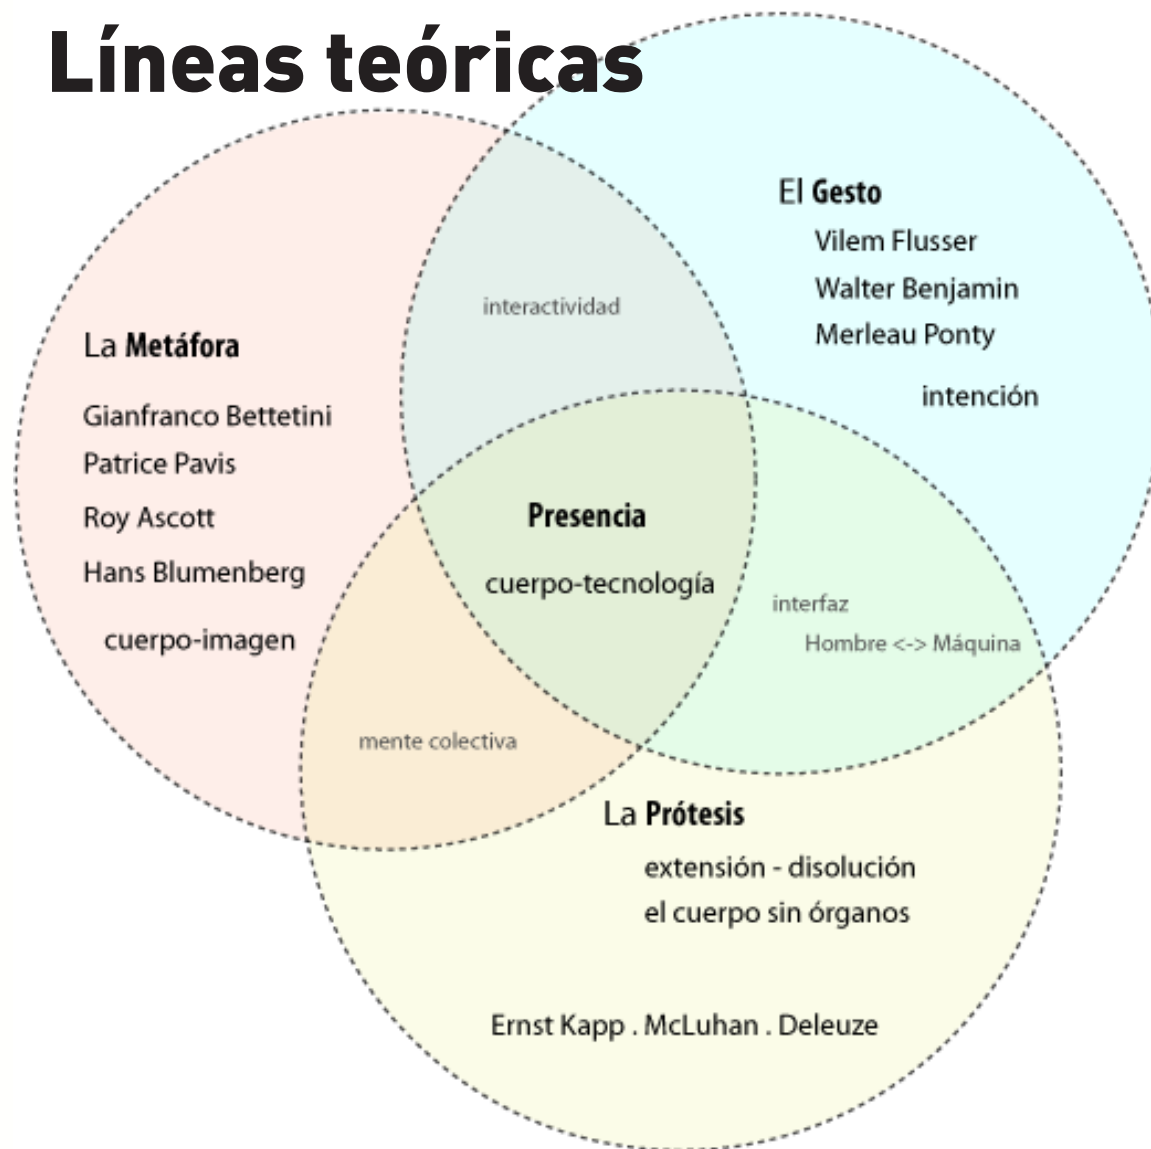 Líneas teóricas
El Gesto
Vilem Flusser
Walter Benjamin
Merleau Ponty
intención
interactividad
La Metáfora
Gianfranco Bettetini
Patrice Pavis
Roy Ascott
Hans Blumenberg
cuerpo-imagen
Presencia
cuerpo-tecnología
interfaz
Hombre <-> Máquina
mente colectiva
La Prótesis
extensión - disolución
el cuerpo sin órganos
Ernst Kapp . McLuhan . Deleuze